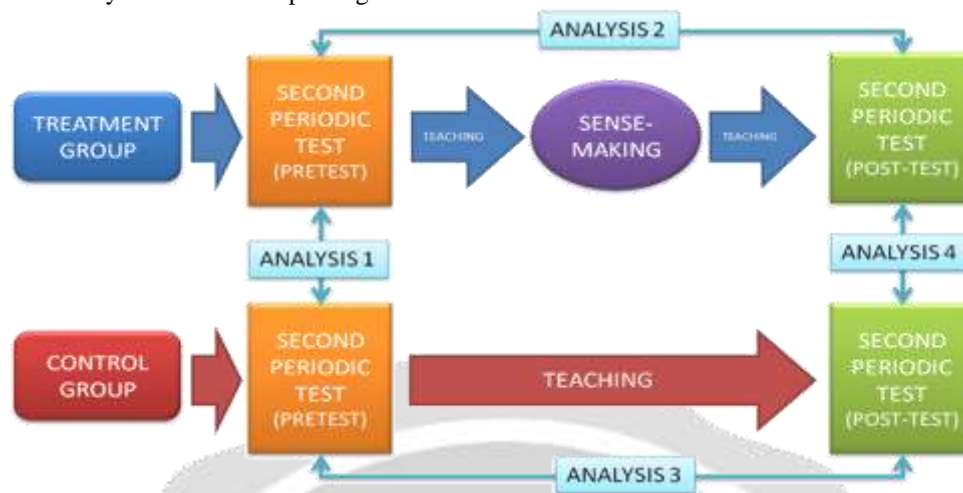 ANALYSIS 2
TREATMENT
GROUP
SECOND
PERIODIC
TEST
(PRETEST)
TEACHING
SENSE-
MAKING
TEACHING
SECOND
PERIODIC
TEST
(POST-TEST)
ANALYSIS 1
ANALYSIS 4
CONTROL
GROUP
SECOND
PERIODIC
TEST
(PRETEST)
TEACHING
SECOND
PERIODIC
TEST
(POST-TEST)
ANALYSIS 3